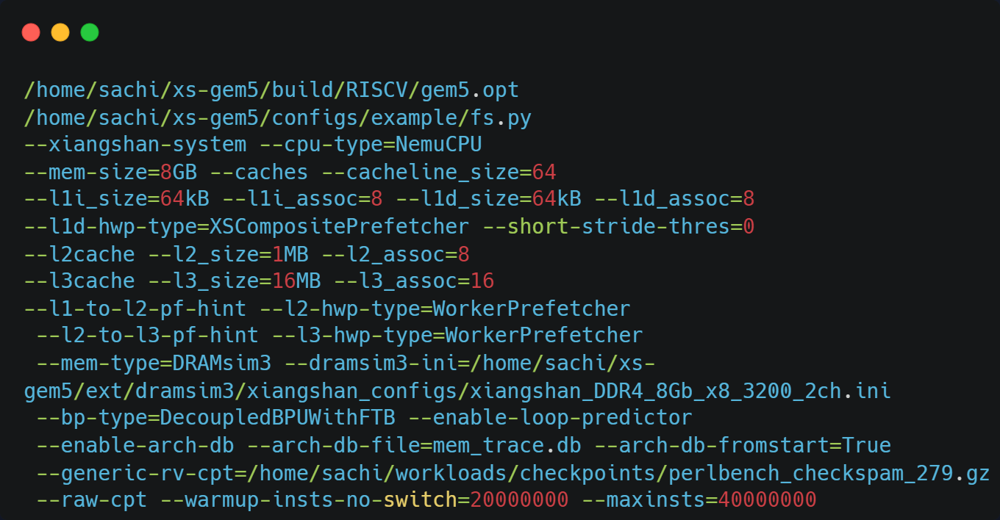 /home/sachi/xs-gem5/build/RISCV/gem5.opt
/home/sachi/xs-gem5/configs/example/fs.py
--xiangshan-system --cpu-type=NemuCPU
--mem-size=8GB --caches --cacheline_size=64
--l1i_size=64kB --l1i_assoc=8 --l1d_size=64kB --l1d_assoc=8
--l1d-hwp-type=XSCompositePrefetcher --short-stride-thres=0
--l2cache --l2_size=1MB --l2_assoc=8
--l3cache --l3_size=16MB --l3_assoc=16
--l1-to-l2-pf-hint --l2-hwp-type=WorkerPrefetcher
 --l2-to-l3-pf-hint --l3-hwp-type=WorkerPrefetcher
 --mem-type=DRAMsim3 --dramsim3-ini=/home/sachi/xs-
gem5/ext/dramsim3/xiangshan_configs/xiangshan_DDR4_8Gb_x8_3200_2ch.ini
 --bp-type=DecoupledBPUWithFTB --enable-loop-predictor
 --enable-arch-db --arch-db-file=mem_trace.db --arch-db-fromstart=True
 --generic-rv-cpt=/home/sachi/workloads/checkpoints/perlbench_checkspam_279.gz
 --raw-cpt --warmup-insts-no-switch=20000000 --maxinsts=40000000